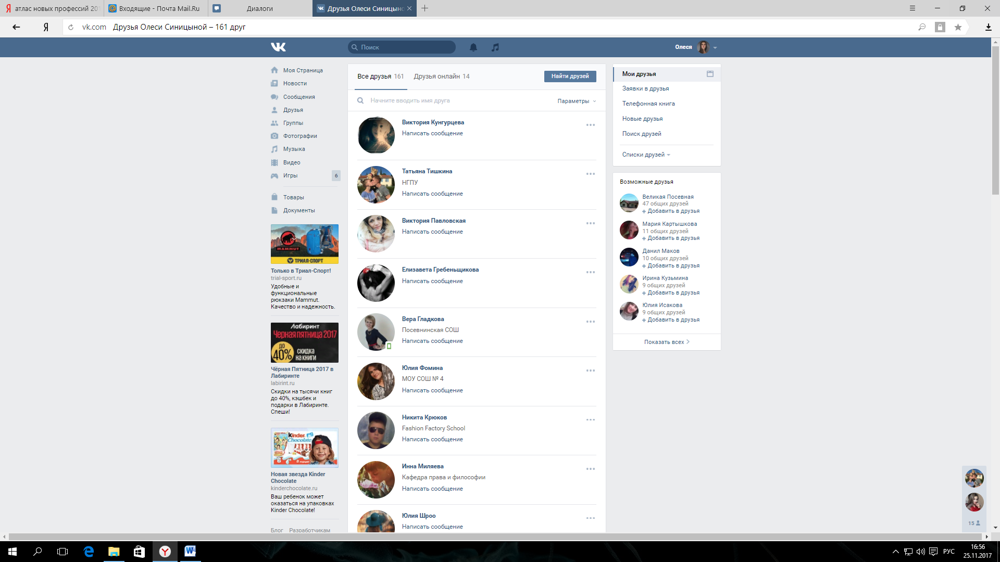 атлас новых профессий 20
Входящие - Почта Mail.Ru
Диалоги
Друзья Олеси Синицыно
vk.com Друзья Олеси Синицыной – 161 друг
Поиск
Олеся
Моя Страница
Новости
Сообщения
Друзья
Группы
Фотографии
Музыка
Видео
Игры 6
Товары
Документы
MAMMUT
ТРИАЛ-СПОРТ
Только в Триал-Спорт!
trial-sport.ru
Удобные и
функциональные
рюкзаки Mammut.
Качество и надежность.
Лабиринт
Черная пятница 2017
до 40% скидка
на книги
Чёрная Пятница 2017 в
Лабиринте
labirint.ru
Скидки на тысячи книг
до 40%, кэшбек и
подарки в Лабиринте.
Спеши!
Kinder
Chocolate
Новая звезда Kinder
Chocolate
kinderchocolate.ru
Ваш ребенок может
оказаться на упаковках
Kinder Chocolate!
Блог Разработчикам
Все друзья 161 Друзья онлайн 14 Найти друзей
Начните вводить имя друга Параметры
Виктория Кунгурцева
Написать сообщение
Татьяна Тишкина
НГПУ
Написать сообщение
Виктория Павловская
Написать сообщение
Елизавета Гребеньщикова
Написать сообщение
Вера Гладкова
Посевнинская СОШ
Написать сообщение
Юлия Фомина
МОУ СОШ № 4
Написать сообщение
Никита Крюков
Fashion Factory School
Написать сообщение
Инна Миляева
Кафедра права и философии
Написать сообщение
Юлия Шроо
Написать сообщение
Мои друзья
Заявки в друзья
Телефонная книга
Новые друзья
Поиск друзей
Списки друзей
Возможные друзья
Великая Посевная
47 общих друзей
+ Добавить в друзья
Мария Картышкова
11 общих друзей
+ Добавить в друзья
Данил Маков
10 общих друзей
+ Добавить в друзья
Ирина Кузьмина
9 общих друзей
+ Добавить в друзья
Юлия Исакова
9 общих друзей
+ Добавить в друзья
Показать всех
15
РУС
16:56
25.11.2017